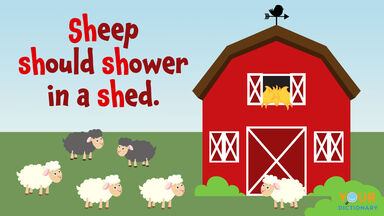 Sheep
should shower
in a shed.
YOUR
DICTIONARY